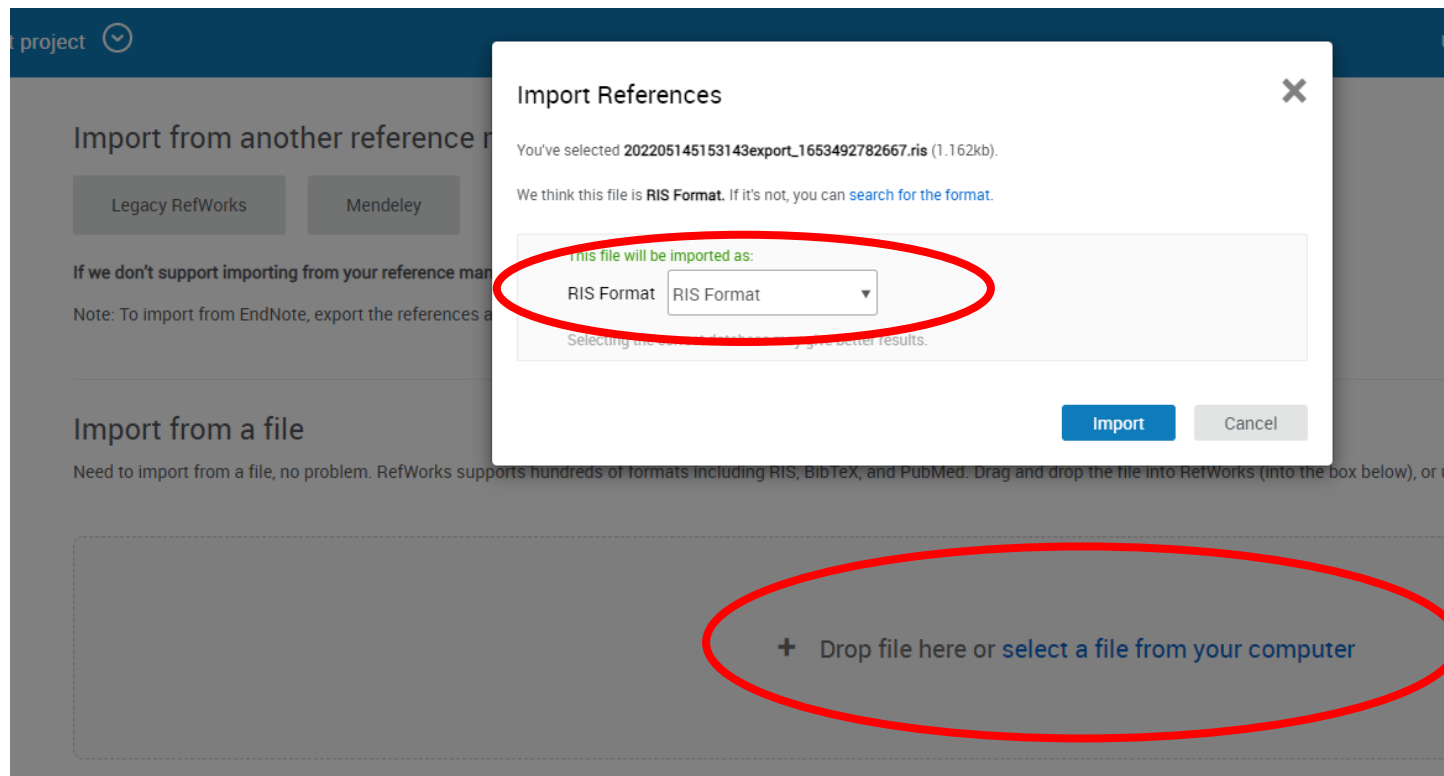 t project
Import References
You've selected 202205145153143export_1653492782667.ris (1.162kb).
We think this file is RIS Format. If it's not, you can search for the format.
This file will be imported as:
RIS Format RIS Format
Selecting the correct database may give better results.
Import Cancel
Import from another reference
Legacy RefWorks Mendeley
If we don't support importing from your reference man
Note: To import from EndNote, export the references a
Import from a file
Need to import from a file, no problem. RefWorks supports hundreds of formats including RIS, BibTeX, and PubMed. Drag and drop the file into RefWorks (into the box below), or u
+ Drop file here or select a file from your computer